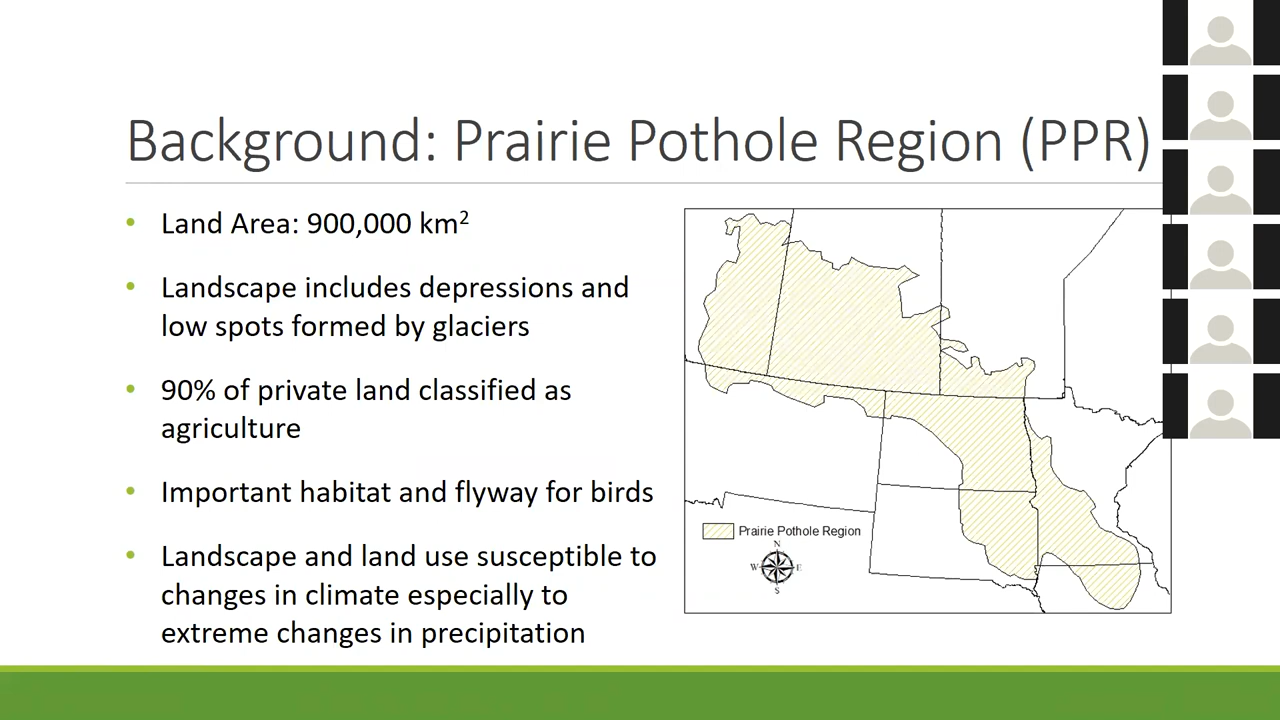 Background: Prairie Pothole Region (PPR)
• Land Area: 900,000 km²
• Landscape includes depressions and
low spots formed by glaciers
• 90% of private land classified as
agriculture
• Important habitat and flyway for birds
• Landscape and land use susceptible to
changes in climate especially to
extreme changes in precipitation
Prairie Pothole Region
N
W E
S